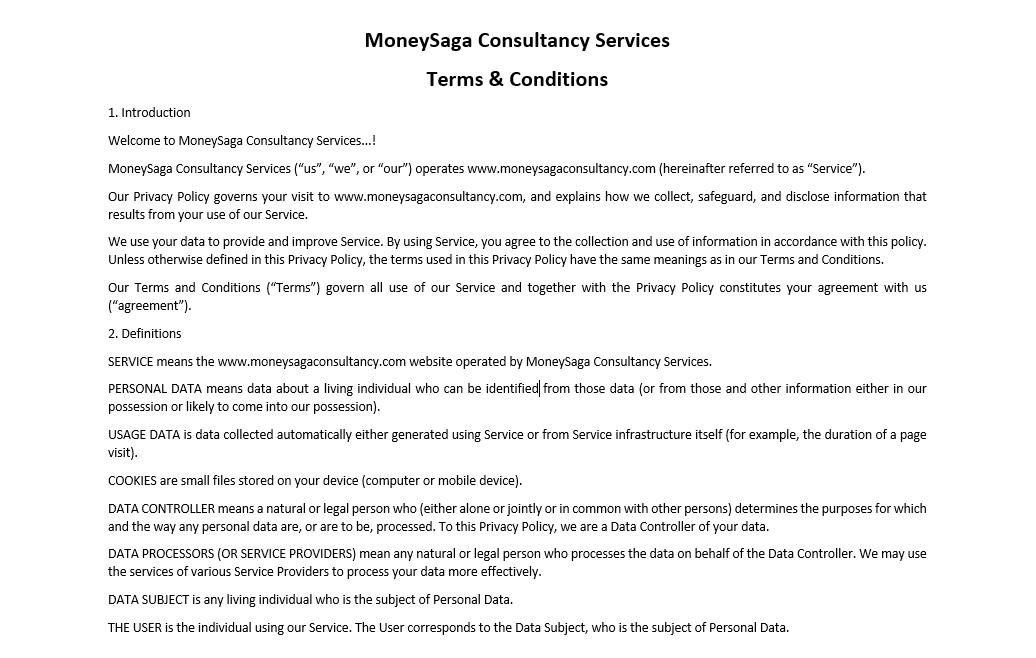 MoneySaga Consultancy Services
Terms & Conditions
1. Introduction
Welcome to MoneySaga Consultancy Services...!
MoneySaga Consultancy Services (“us”, “we”, or “our”) operates www.moneysagaconsultancy.com (hereinafter referred to as “Service”).
Our Privacy Policy governs your visit to www.moneysagaconsultancy.com, and explains how we collect, safeguard, and disclose information that
results from your use of our Service.
We use your data to provide and improve Service. By using Service, you agree to the collection and use of information in accordance with this policy.
Unless otherwise defined in this Privacy Policy, the terms used in this Privacy Policy have the same meanings as in our Terms and Conditions.
Our Terms and Conditions (“Terms”) govern all use of our Service and together with the Privacy Policy constitutes your agreement with us
(“agreement”).
2. Definitions
SERVICE means the www.moneysagaconsultancy.com website operated by MoneySaga Consultancy Services.
PERSONAL DATA means data about a living individual who can be identified from those data (or from those and other information either in our
possession or likely to come into our possession).
USAGE DATA is data collected automatically either generated using Service or from Service infrastructure itself (for example, the duration of a page
visit).
COOKIES are small files stored on your device (computer or mobile device).
DATA CONTROLLER means a natural or legal person who (either alone or jointly or in common with other persons) determines the purposes for which
and the way any personal data are, or are to be, processed. To this Privacy Policy, we are a Data Controller of your data.
DATA PROCESSORS (OR SERVICE PROVIDERS) mean any natural or legal person who processes the data on behalf of the Data Controller. We may use
the services of various Service Providers to process your data more effectively.
DATA SUBJECT is any living individual who is the subject of Personal Data.
THE USER is the individual using our Service. The User corresponds to the Data Subject, who is the subject of Personal Data.